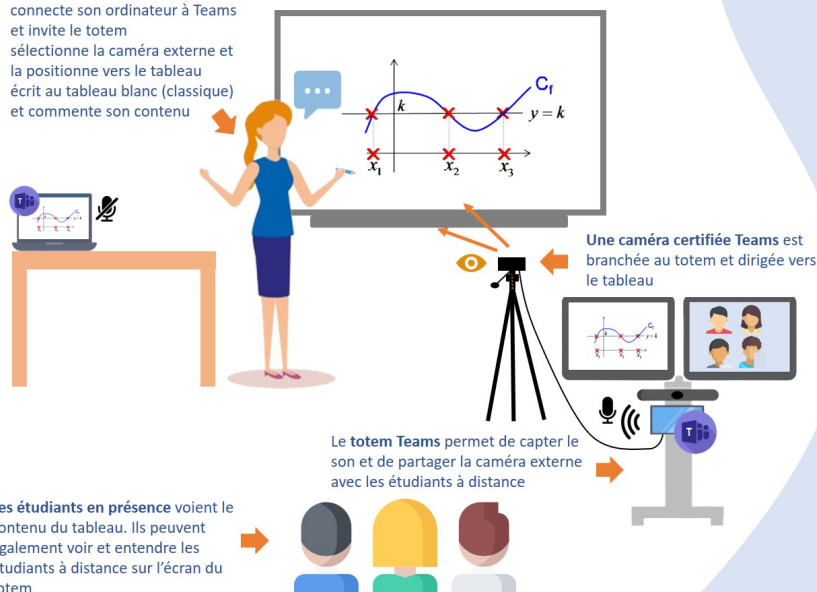 connecte son ordinateur à Teams
et invite le totem
sélectionne la caméra externe et
la positionne vers le tableau
écrit au tableau blanc (classique)
et commente son contenu
C_f
k
y = k
x₁
x₂
x₃
Une caméra certifiée Teams est
branchée au totem et dirigée vers
le tableau
Le totem Teams permet de capter le
son et de partager la caméra externe
avec les étudiants à distance
es étudiants en présence voient le
ontenu du tableau. Ils peuvent
galement voir et entendre les
tudiants à distance sur l'écran du
otem